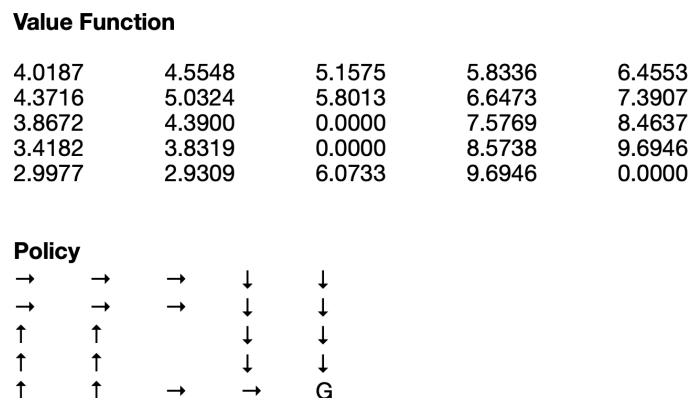 Value Function
4.0187 4.5548 5.1575 5.8336 6.4553
4.3716 5.0324 5.8013 6.6473 7.3907
3.8672 4.3900 0.0000 7.5769 8.4637
3.4182 3.8319 0.0000 8.5738 9.6946
2.9977 2.9309 6.0733 9.6946 0.0000
Policy
→ → → ↓ ↓
→ → → ↓ ↓
↑ ↑ ↓ ↓
↑ ↑ ↓ ↓
↑ ↑ → → G